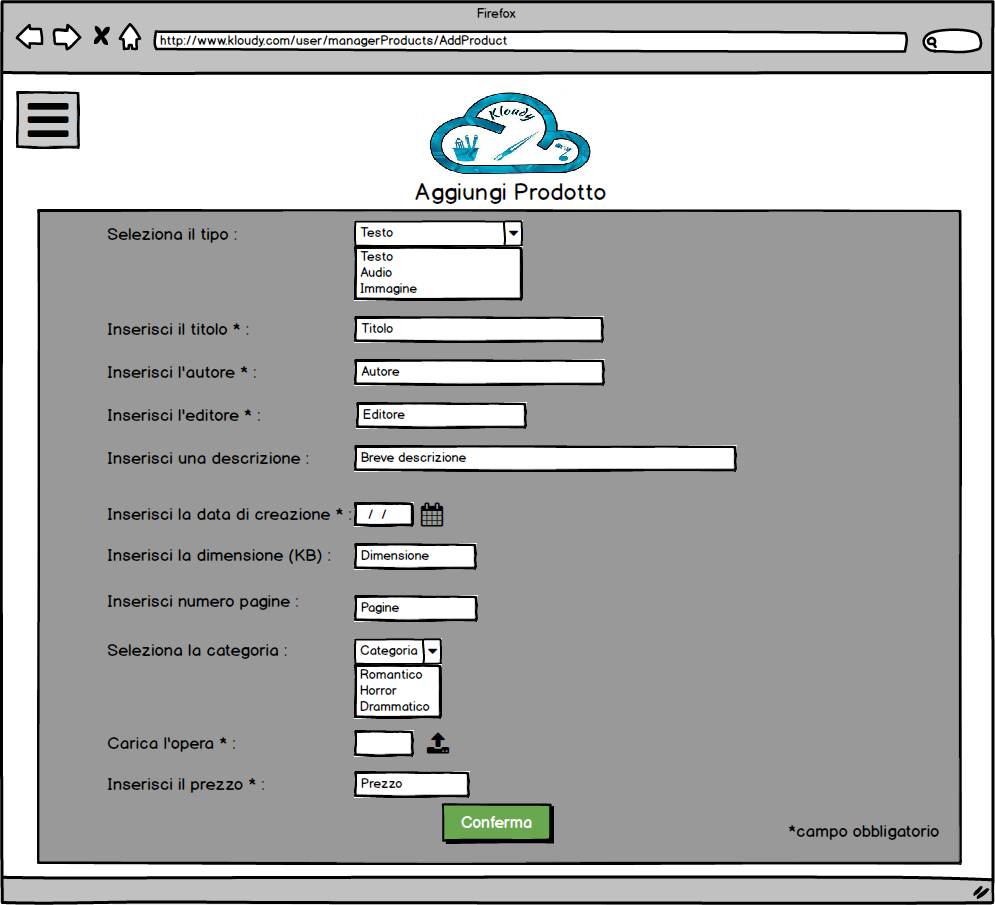 Firefox
http://www.kloudy.com/user/managerProducts/AddProduct
Kloudy
Aggiungi Prodotto
Seleziona il tipo :
Testo
Testo
Audio
Immagine
Inserisci il titolo * :
Titolo
Inserisci l'autore * :
Autore
Inserisci l'editore * :
Editore
Inserisci una descrizione :
Breve descrizione
Inserisci la data di creazione * :
/ /
Inserisci la dimensione (KB) :
Dimensione
Inserisci numero pagine :
Pagine
Seleziona la categoria :
Categoria
Romantico
Horror
Drammatico
Carica l'opera * :
Inserisci il prezzo * :
Prezzo
Conferma
*campo obbligatorio